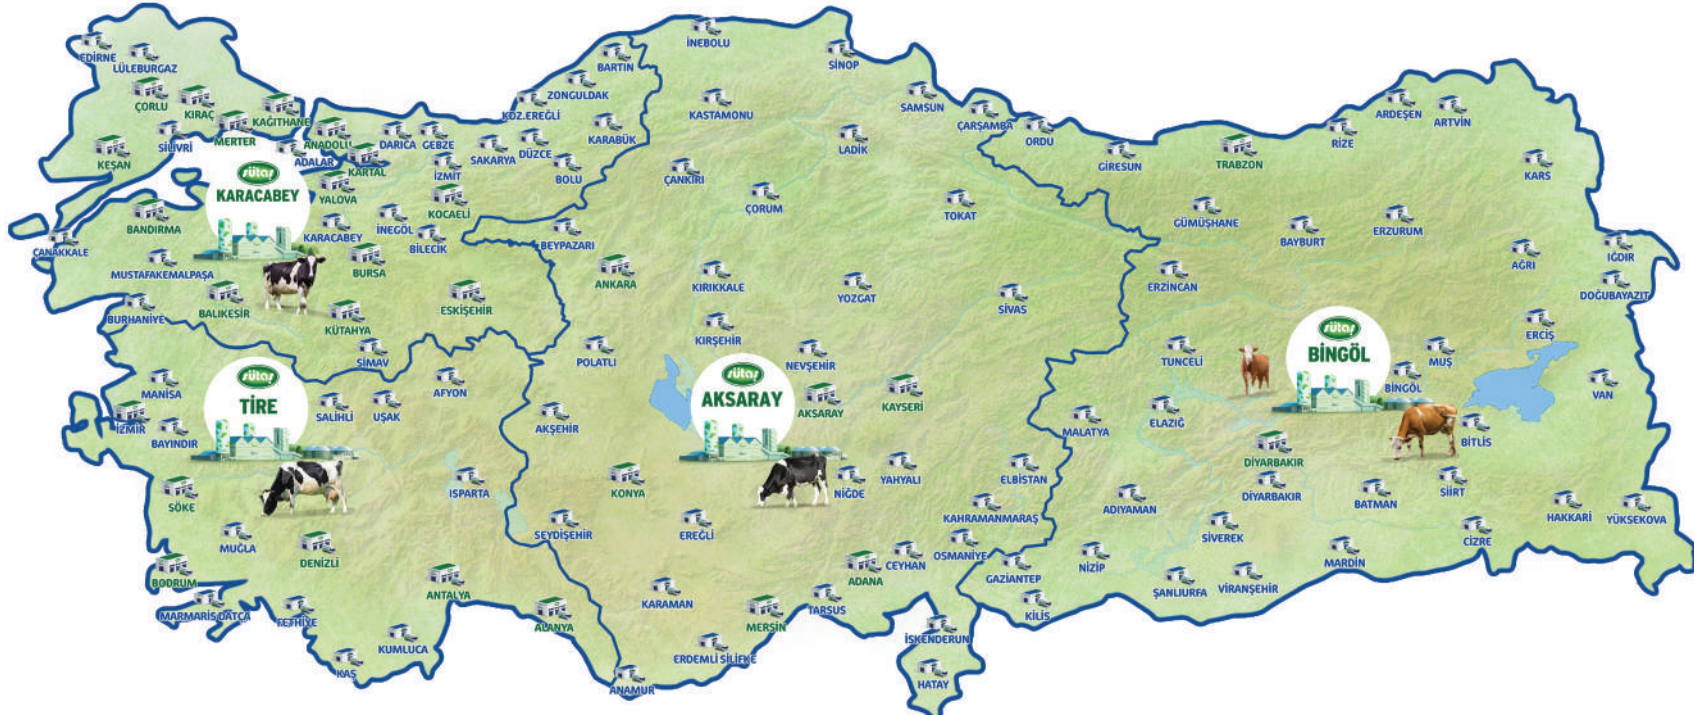 EDİRNE
LÜLEBURGAZ
ÇORLU
KIRAÇ
MERTER
KAĞITHANE
SİLİVRİ
KEŞAN
ADALAR
ANADOLU
KARTAL
DARICA
GEBZE
İZMİT
SAKARYA
DÜZCE
KDZ.EREĞLİ
ZONGULDAK
BARTIN
KARABÜK
BOLU
sütaş
KARACABEY
YALOVA
KOCAELİ
BANDIRMA
KARACABEY
İNEGÖL
BİLECİK
ÇANAKKALE
MUSTAFAKEMALPAŞA
BURSA
BURHANİYE
BALIKESİR
KÜTAHYA
ESKİŞEHİR
SİMAV
sütaş
TİRE
MANİSA
İZMİR
BAYINDIR
SALİHLİ
UŞAK
AFYON
SÖKE
ISPARTA
MUĞLA
DENİZLİ
BODRUM
MARMARİS DATÇA
FETHİYE
ANTALYA
KUMLUCA
KAŞ
ALANYA
İNEBOLU
SİNOP
KASTAMONU
SAMSUN
ÇARŞAMBA
LADİK
ÇANKIRI
ÇORUM
TOKAT
BEYPAZARI
ANKARA
KIRIKKALE
YOZGAT
SİVAS
POLATLI
KIRŞEHİR
NEVŞEHİR
sütaş
AKSARAY
AKSARAY
KAYSERİ
AKŞEHİR
KONYA
NİĞDE
YAHYALI
ELBİSTAN
KAHRAMANMARAŞ
SEYDİŞEHİR
EREĞLİ
OSMANİYE
CEYHAN
ADANA
KARAMAN
MERSİN
TARSUS
ERDEMLİ SİLİFKE
ANAMUR
İSKENDERUN
HATAY
ORDU
GİRESUN
TRABZON
RİZE
ARDEŞEN
ARTVİN
KARS
GÜMÜŞHANE
BAYBURT
ERZURUM
AĞRI
IĞDIR
DOĞUBAYAZIT
ERZİNCAN
TUNCELİ
sütaş
BİNGÖL
BİNGÖL
MUŞ
ERCİŞ
VAN
MALATYA
ELAZIĞ
BİTLİS
DİYARBAKIR
DİYARBAKIR
BATMAN
SİİRT
ADIYAMAN
SİVEREK
HAKKARİ
YÜKSEKOVA
CİZRE
GAZİANTEP
NİZİP
MARDİN
ŞANLIURFA
VİRANŞEHİR
KİLİS